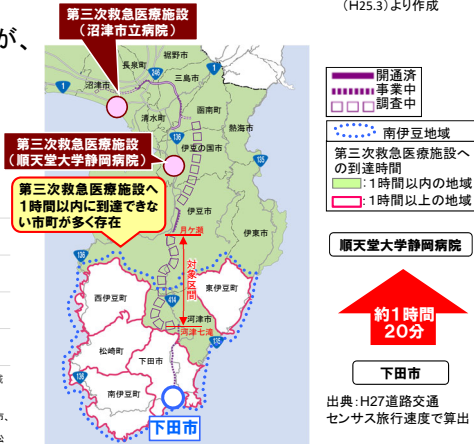 （H25.3）より作成
が、
第三次救急医療施設
（沼津市立病院）
裾野市
長泉町
1
246
三島市
1
沼津市
清水町
函南町
熱海市
136
伊豆の国市
135
第三次救急医療施設
（順天堂大学静岡病院）
第三次救急医療施設へ
1時間以内に到達できな
い市町が多く存在
伊豆市
伊東市
月ケ瀬
136
対象区間
東伊豆町
西伊豆町
414
河津市
河津七滝
松崎町
下田市
135
南伊豆町
136
下田市
開通済
事業中
調査中
南伊豆地域
第三次救急医療施設へ
の到達時間
：1時間以内の地域
：1時間以上の地域
順天堂大学静岡病院
約1時間
20分
下田市
出典：H27道路交通
センサス旅行速度で算出
市、